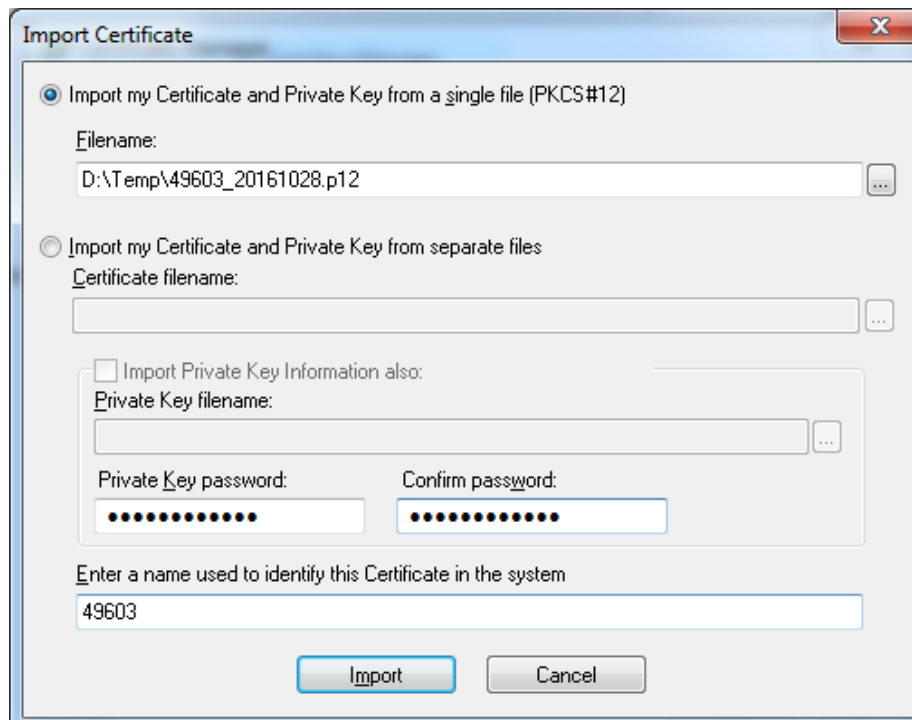 Import Certificate
Import my Certificate and Private Key from a single file (PKCS#12)
Filename:
D:\Temp\49603_20161028.p12
...
Import my Certificate and Private Key from separate files
Certificate filename:
...
Import Private Key Information also:
Private Key filename:
...
Private Key password: Confirm password:
●●●●●●●●●●●● ●●●●●●●●●●●●
Enter a name used to identify this Certificate in the system
49603
Import Cancel